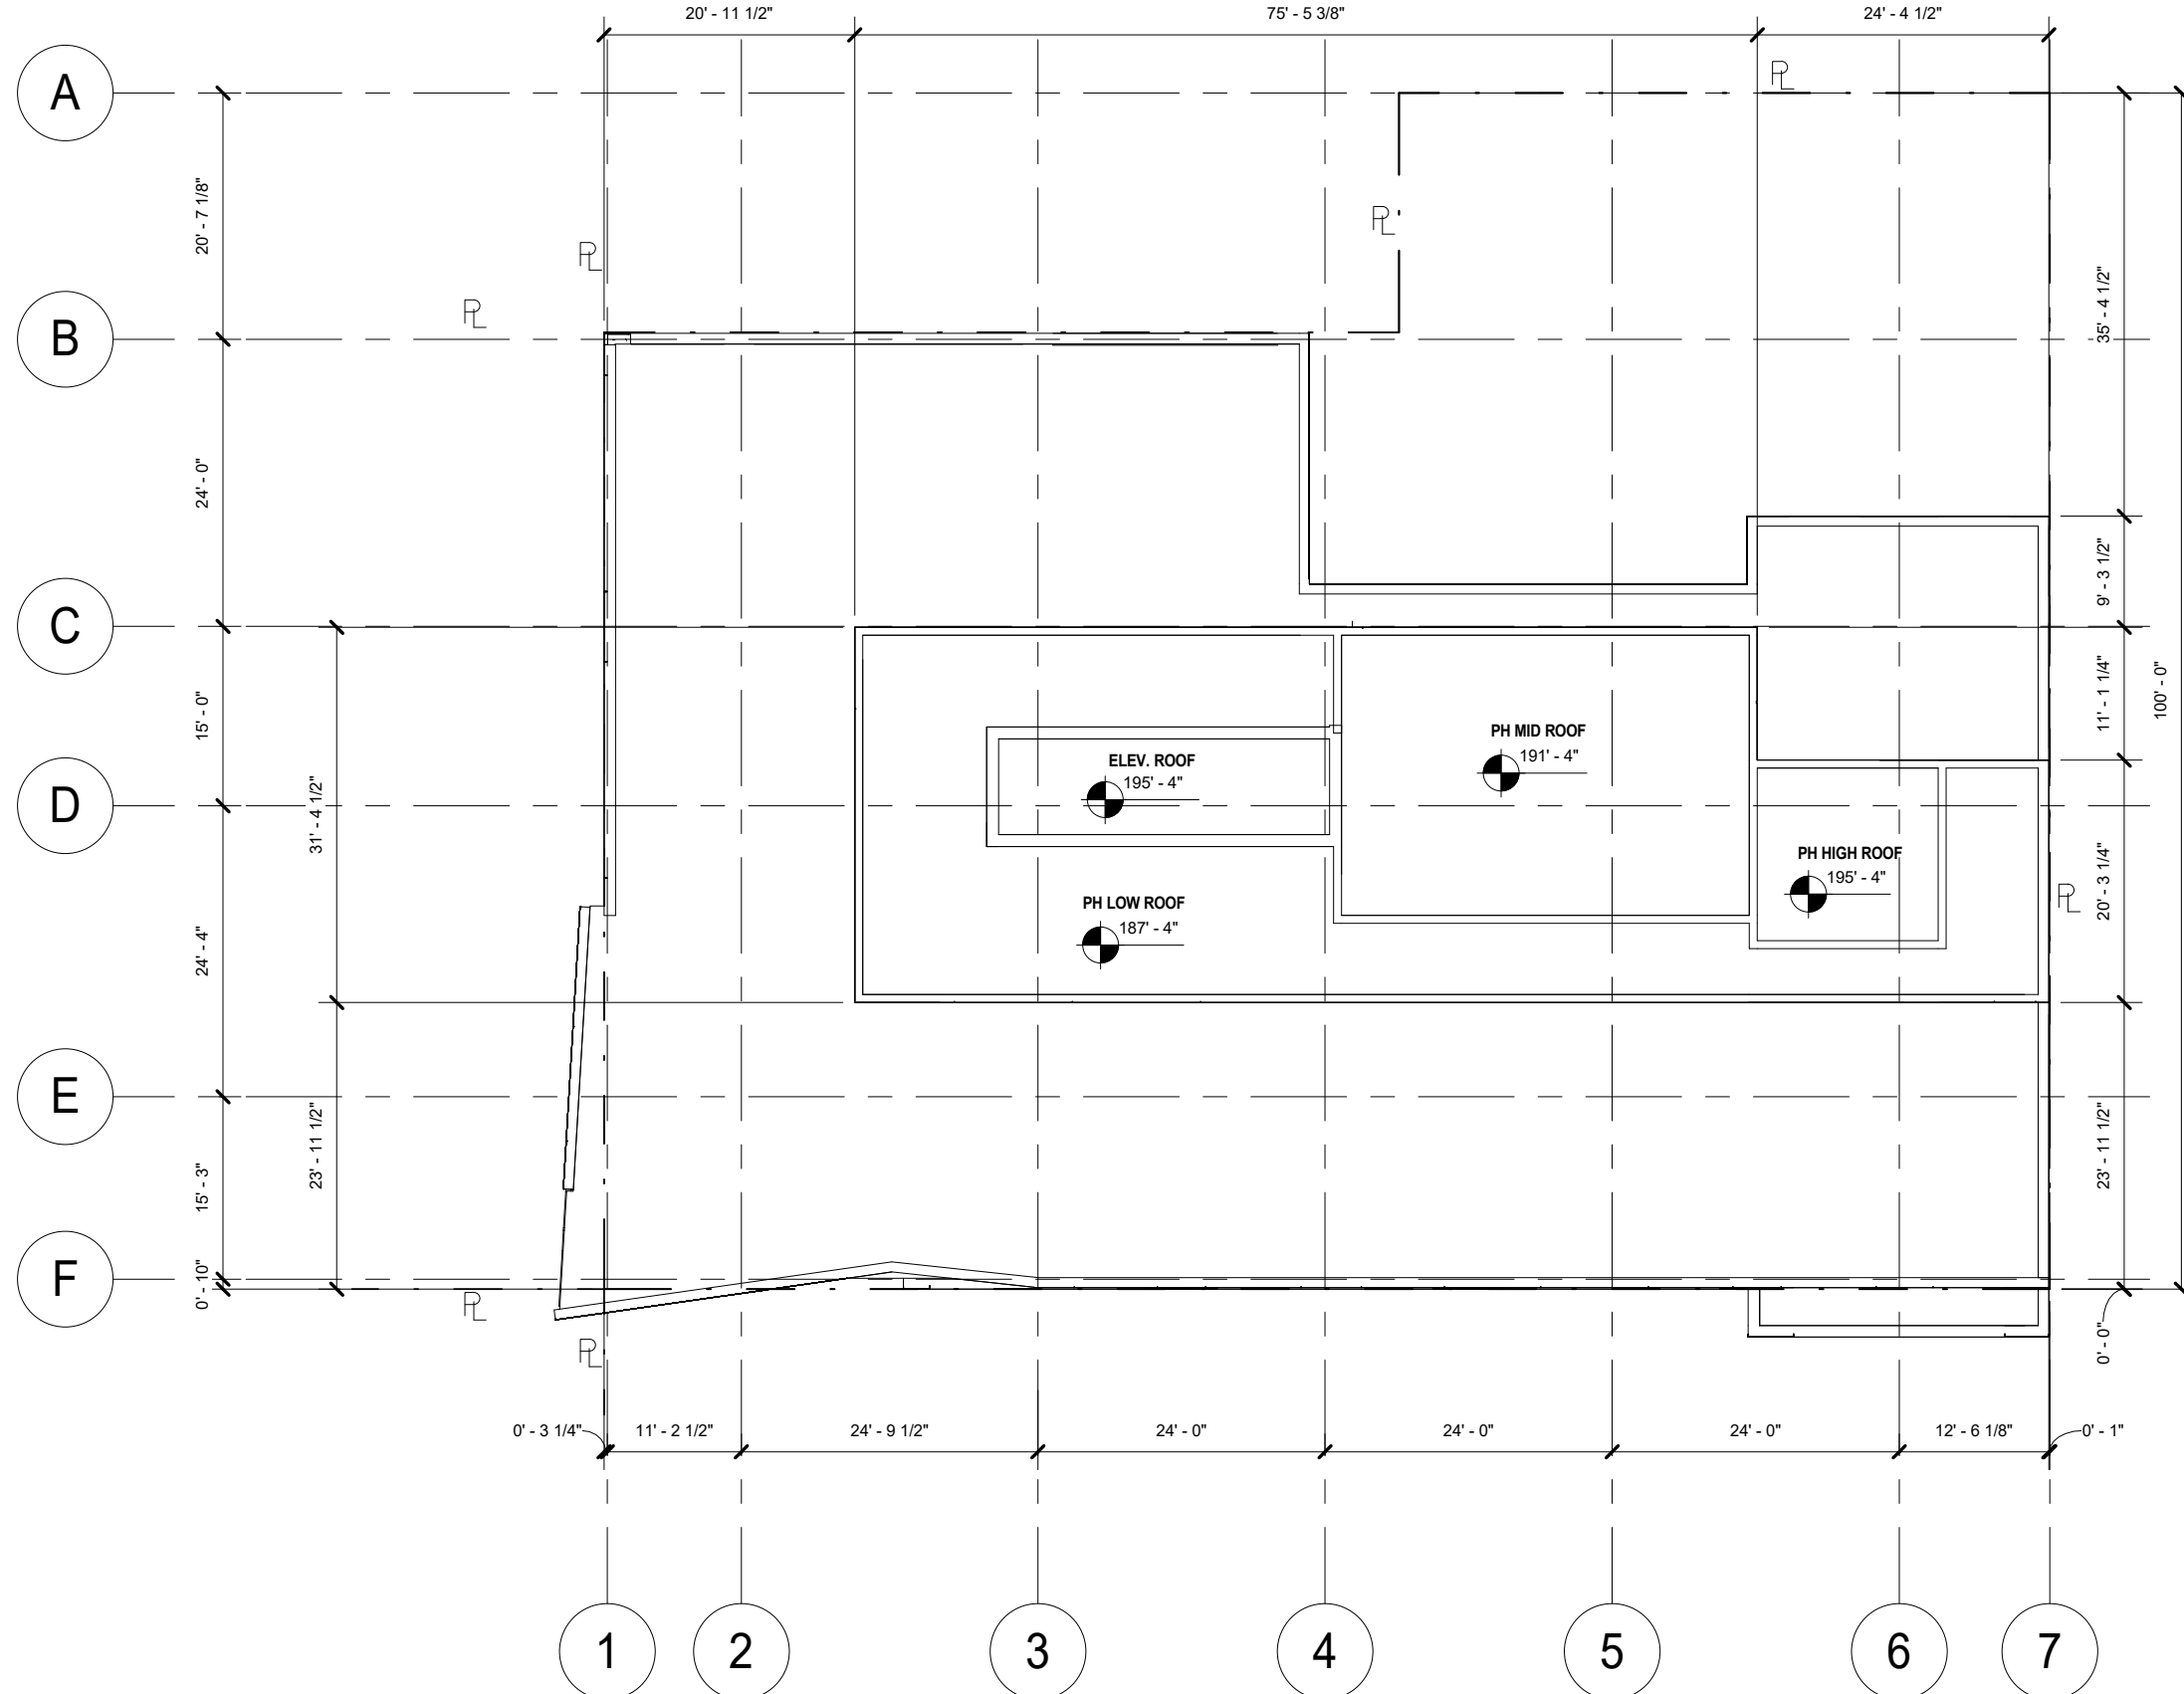 20' - 11 1/2"
75' - 5 3/8"
24' - 4 1/2"
PL
A
20' - 7 1/8"
PL
PL
PL
35' - 4 1/2"
B
24' - 0"
9' - 3 1/2"
C
15' - 0"
11' - 1 1/4"
100' - 0"
PH MID ROOF
191' - 4"
ELEV. ROOF
195' - 4"
D
31' - 4 1/2"
PH HIGH ROOF
195' - 4"
20' - 3 1/4"
PL
PH LOW ROOF
187' - 4"
24' - 4"
E
23' - 11 1/2"
23' - 11 1/2"
15' - 3"
F
0' - 10"
PL
PL
0' - 0"
0' - 3 1/4"
11' - 2 1/2"
24' - 9 1/2"
24' - 0"
24' - 0"
24' - 0"
12' - 6 1/8"
0' - 1"
1
2
3
4
5
6
7